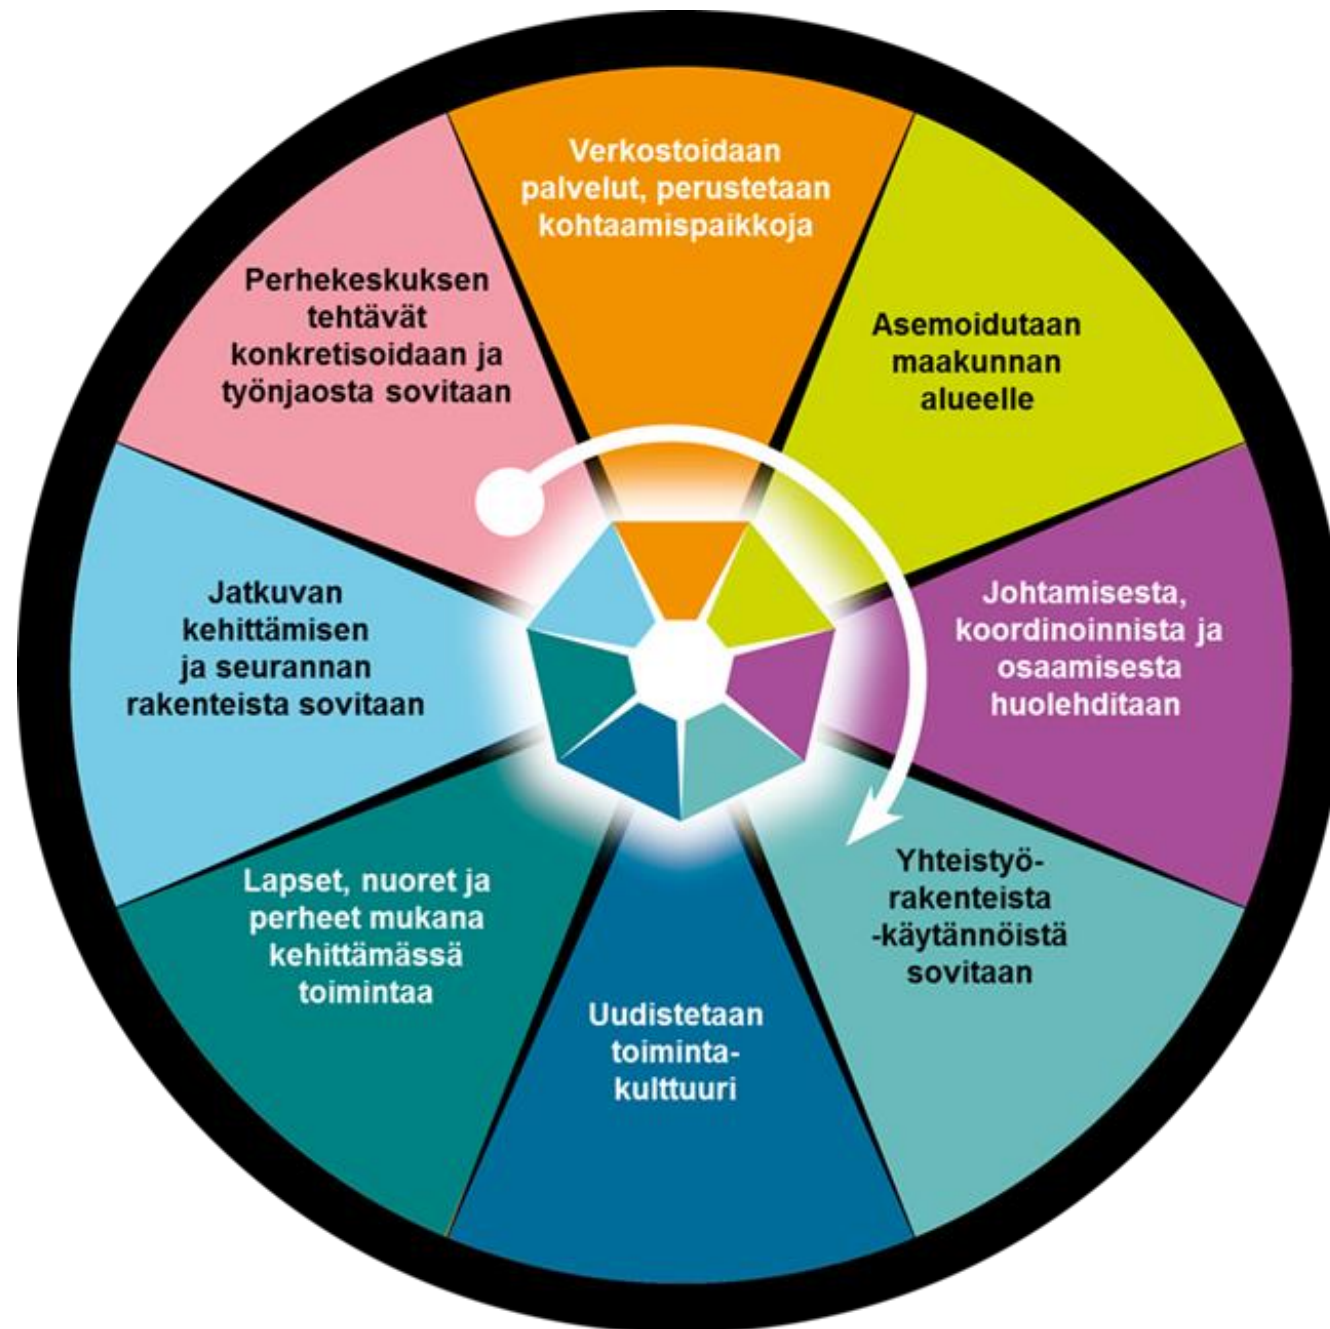 Verkostoidaan
palvelut, perustetaan
kohtaamispaikkoja
Asemoidutaan
maakunnan
alueelle
Johtamisesta,
koordinoinnista ja
osaamisesta
huolehditaan
Yhteistyö-
rakenteista
-käytännöistä
sovitaan
Uudistetaan
toiminta-
kulttuuri
Lapset, nuoret ja
perheet mukana
kehittämässä
toimintaa
Jatkuvan
kehittämisen
ja seurannan
rakenteista sovitaan
Perhekeskuksen
tehtävät
konkretisoidaan ja
työnjaosta sovitaan